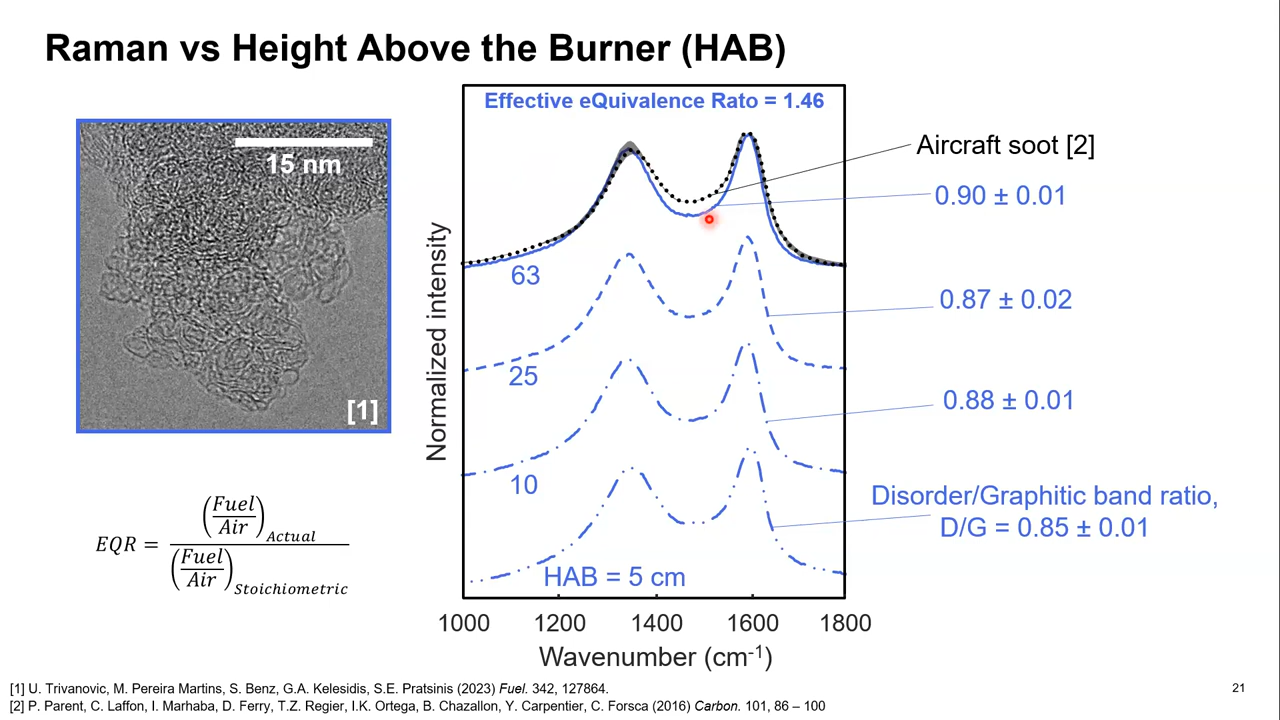 Raman vs Height Above the Burner (HAB)
15 nm
[1]
EQR = (Fuel/Air)Actual / (Fuel/Air)Stoichiometric
Effective eQuivalence Rato = 1.46
Normalized intensity
63
25
10
HAB = 5 cm
1000 1200 1400 1600 1800
Wavenumber (cm-1)
Aircraft soot [2]
0.90 ± 0.01
0.87 ± 0.02
0.88 ± 0.01
Disorder/Graphitic band ratio,
D/G = 0.85 ± 0.01
[1] U. Trivanovic, M. Pereira Martins, S. Benz, G.A. Kelesidis, S.E. Pratsinis (2023) Fuel. 342, 127864.
[2] P. Parent, C. Laffon, I. Marhaba, D. Ferry, T.Z. Regier, I.K. Ortega, B. Chazallon, Y. Carpentier, C. Forsca (2016) Carbon. 101, 86 – 100
21